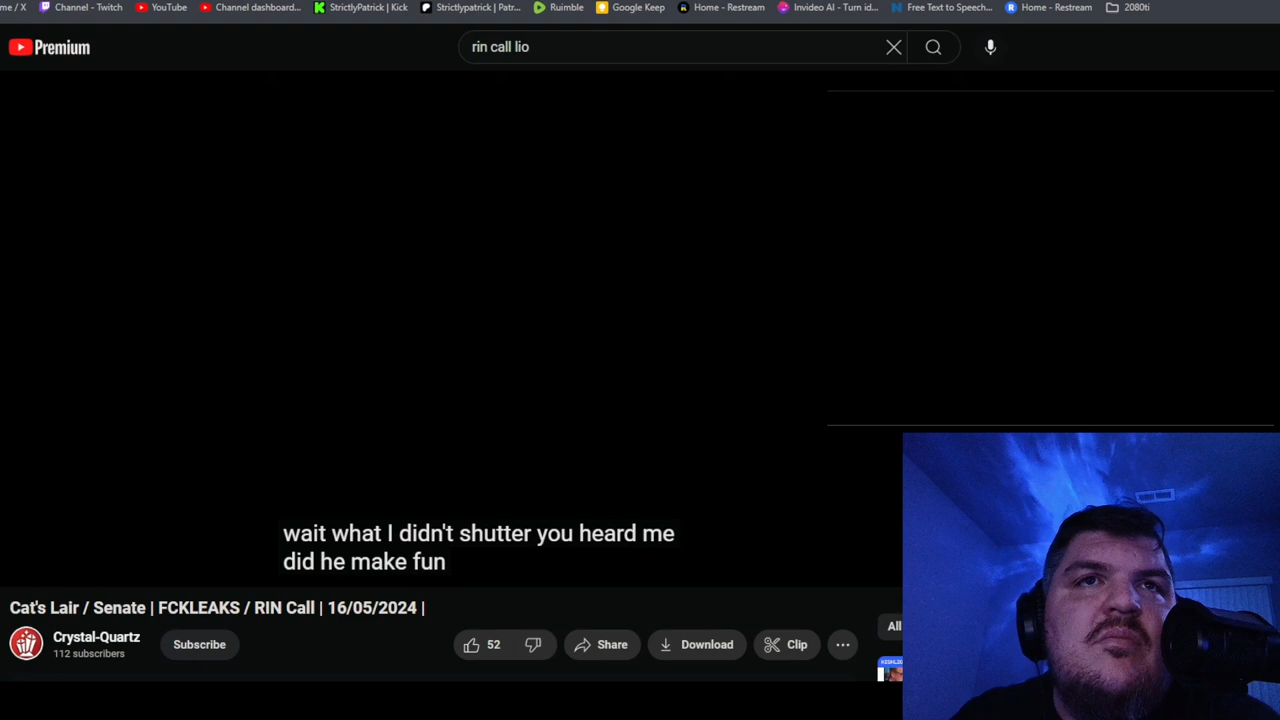 me / X Channel - Twitch YouTube Channel dashboard... StrictlyPatrick | Kick Strictlypatrick | Patr... Rumble Google Keep Home - Restream Invideo AI - Turn id... Free Text to Speech... Home - Restream 2080ti
Premium rin call lio
wait what I didn't shutter you heard me
did he make fun
Cat's Lair / Senate | FCKLEAKS / RIN Call | 16/05/2024 |
All
Crystal-Quartz
112 subscribers
Subscribe 52 Share Download Clip